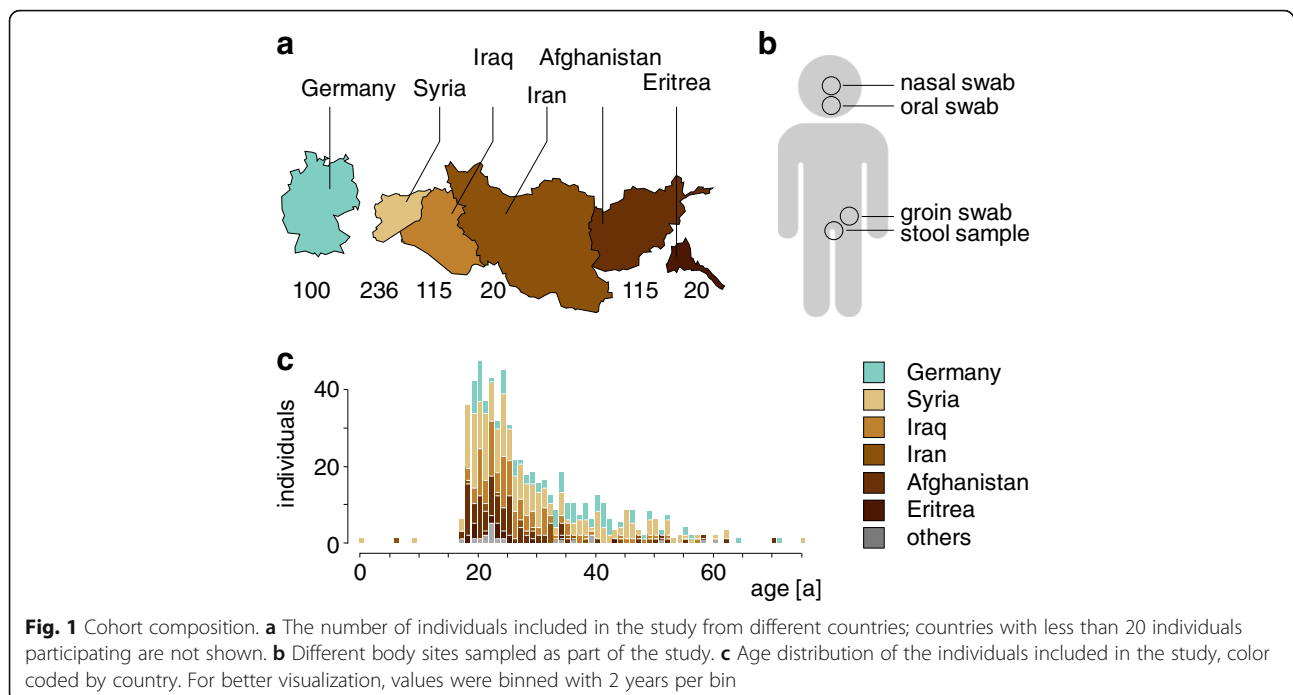 a
Iraq Afghanistan
Germany Syria Iran Eritrea
100 236 115 20 115 20
b
nasal swab
oral swab
groin swab
stool sample
c
individuals
40
20
0
0 20 40 60
age [a]
Germany
Syria
Iraq
Iran
Afghanistan
Eritrea
others
Fig. 1 Cohort composition. a The number of individuals included in the study from different countries; countries with less than 20 individuals
participating are not shown. b Different body sites sampled as part of the study. c Age distribution of the individuals included in the study, color
coded by country. For better visualization, values were binned with 2 years per bin